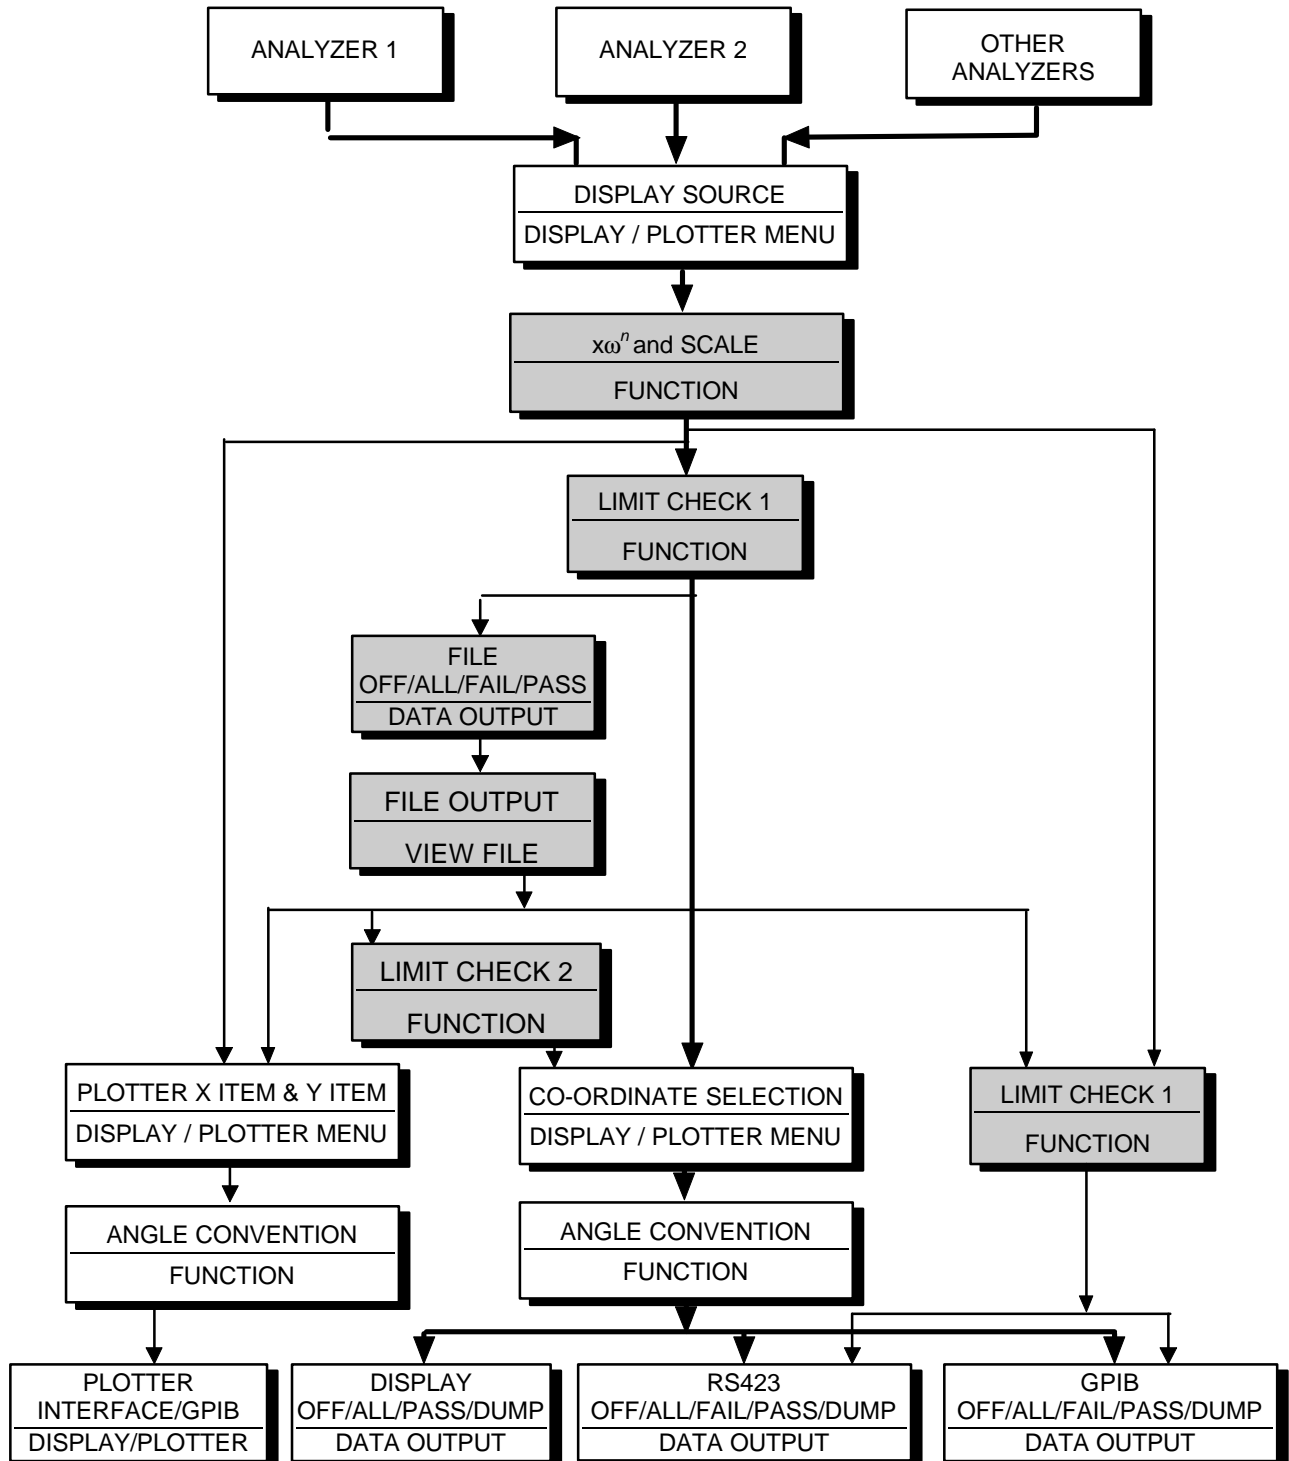 ANALYZER 1
ANALYZER 2
OTHER
ANALYZERS
DISPLAY SOURCE
DISPLAY / PLOTTER MENU
xωⁿ and SCALE
FUNCTION
LIMIT CHECK 1
FUNCTION
FILE
OFF/ALL/FAIL/PASS
DATA OUTPUT
FILE OUTPUT
VIEW FILE
LIMIT CHECK 2
FUNCTION
PLOTTER X ITEM & Y ITEM
DISPLAY / PLOTTER MENU
CO-ORDINATE SELECTION
DISPLAY / PLOTTER MENU
LIMIT CHECK 1
FUNCTION
ANGLE CONVENTION
FUNCTION
ANGLE CONVENTION
FUNCTION
PLOTTER
INTERFACE/GPIB
DISPLAY/PLOTTER
DISPLAY
OFF/ALL/PASS/DUMP
DATA OUTPUT
RS423
OFF/ALL/FAIL/PASS/DUMP
DATA OUTPUT
GPIB
OFF/ALL/FAIL/PASS/DUMP
DATA OUTPUT